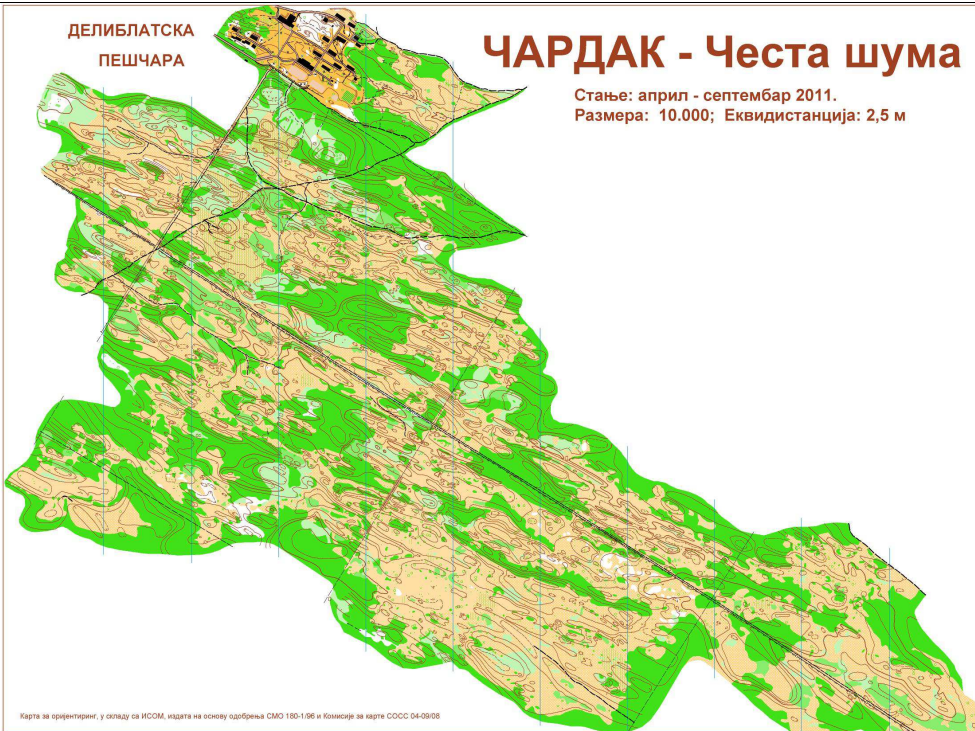 ДЕЛИБЛАТСКА
ПЕШЧАРА
ЧАРДАК - Честа шума
Стање: април - септембар 2011.
Размера: 10.000; Еквидистанција: 2,5 м
Карта за оријентиринг, у складу са ИСОМ, издата на основу одобрења СМО 180-1/96 и Комисије за карте СОСС 04-09/08